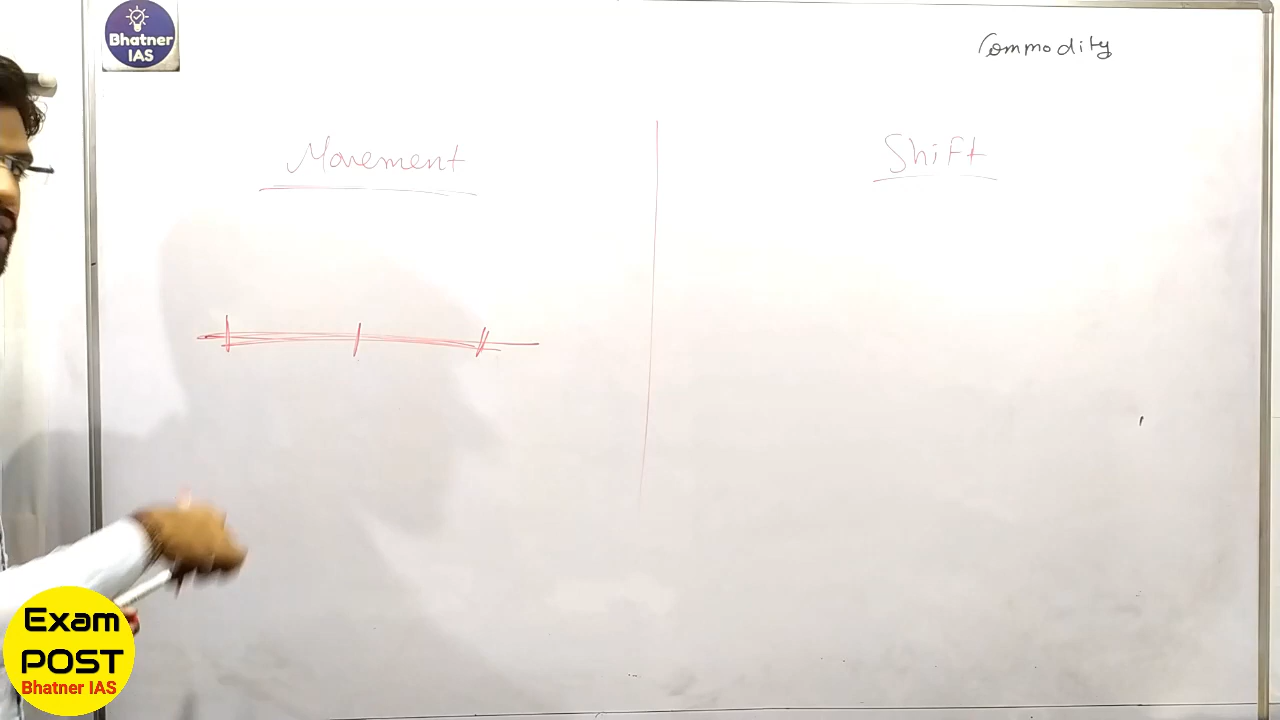 Bhatner
IAS
Commodity
Movement
Shift
Exam
POST
Bhatner IAS